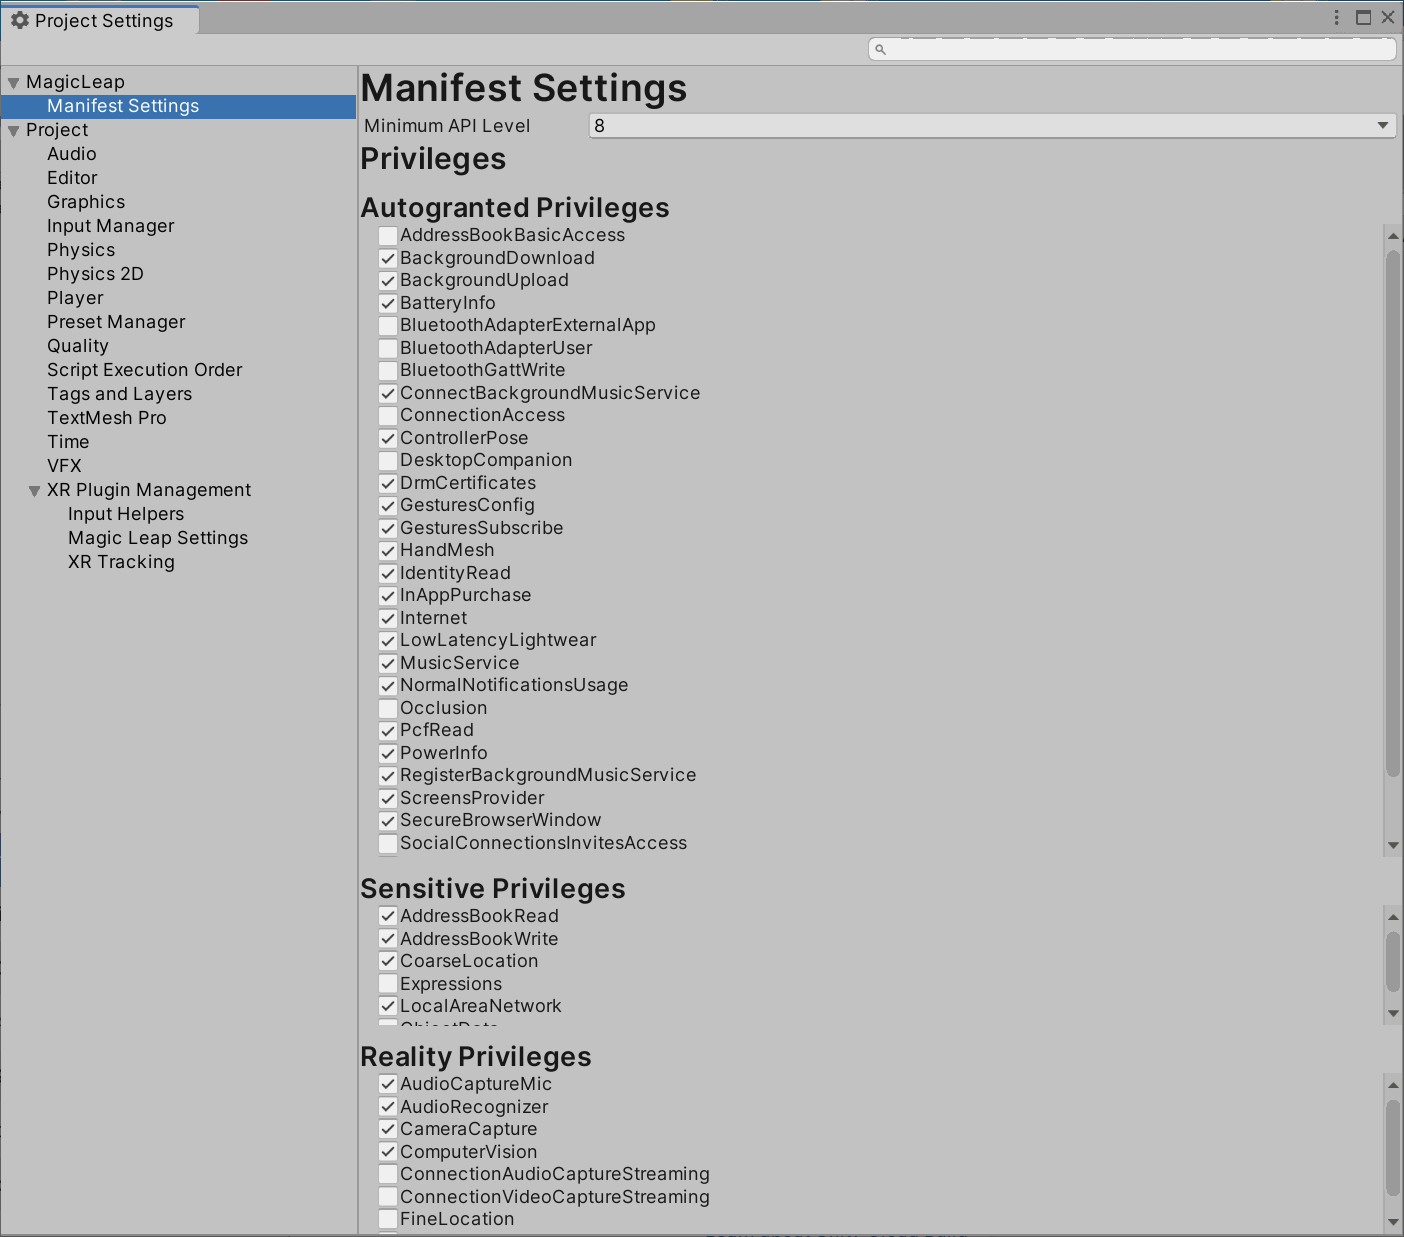 Project Settings
MagicLeap
Manifest Settings
Project
Audio
Editor
Graphics
Input Manager
Physics
Physics 2D
Player
Preset Manager
Quality
Script Execution Order
Tags and Layers
TextMesh Pro
Time
VFX
XR Plugin Management
Input Helpers
Magic Leap Settings
XR Tracking
Manifest Settings
Minimum API Level 8
Privileges
Autogranted Privileges
AddressBookBasicAccess
BackgroundDownload
BackgroundUpload
BatteryInfo
BluetoothAdapterExternalApp
BluetoothAdapterUser
BluetoothGattWrite
ConnectBackgroundMusicService
ConnectionAccess
ControllerPose
DesktopCompanion
DrmCertificates
GesturesConfig
GesturesSubscribe
HandMesh
IdentityRead
InAppPurchase
Internet
LowLatencyLightwear
MusicService
NormalNotificationsUsage
Occlusion
PcfRead
PowerInfo
RegisterBackgroundMusicService
ScreensProvider
SecureBrowserWindow
SocialConnectionsInvitesAccess
Sensitive Privileges
AddressBookRead
AddressBookWrite
CoarseLocation
Expressions
LocalAreaNetwork
Reality Privileges
AudioCaptureMic
AudioRecognizer
CameraCapture
ComputerVision
ConnectionAudioCaptureStreaming
ConnectionVideoCaptureStreaming
FineLocation